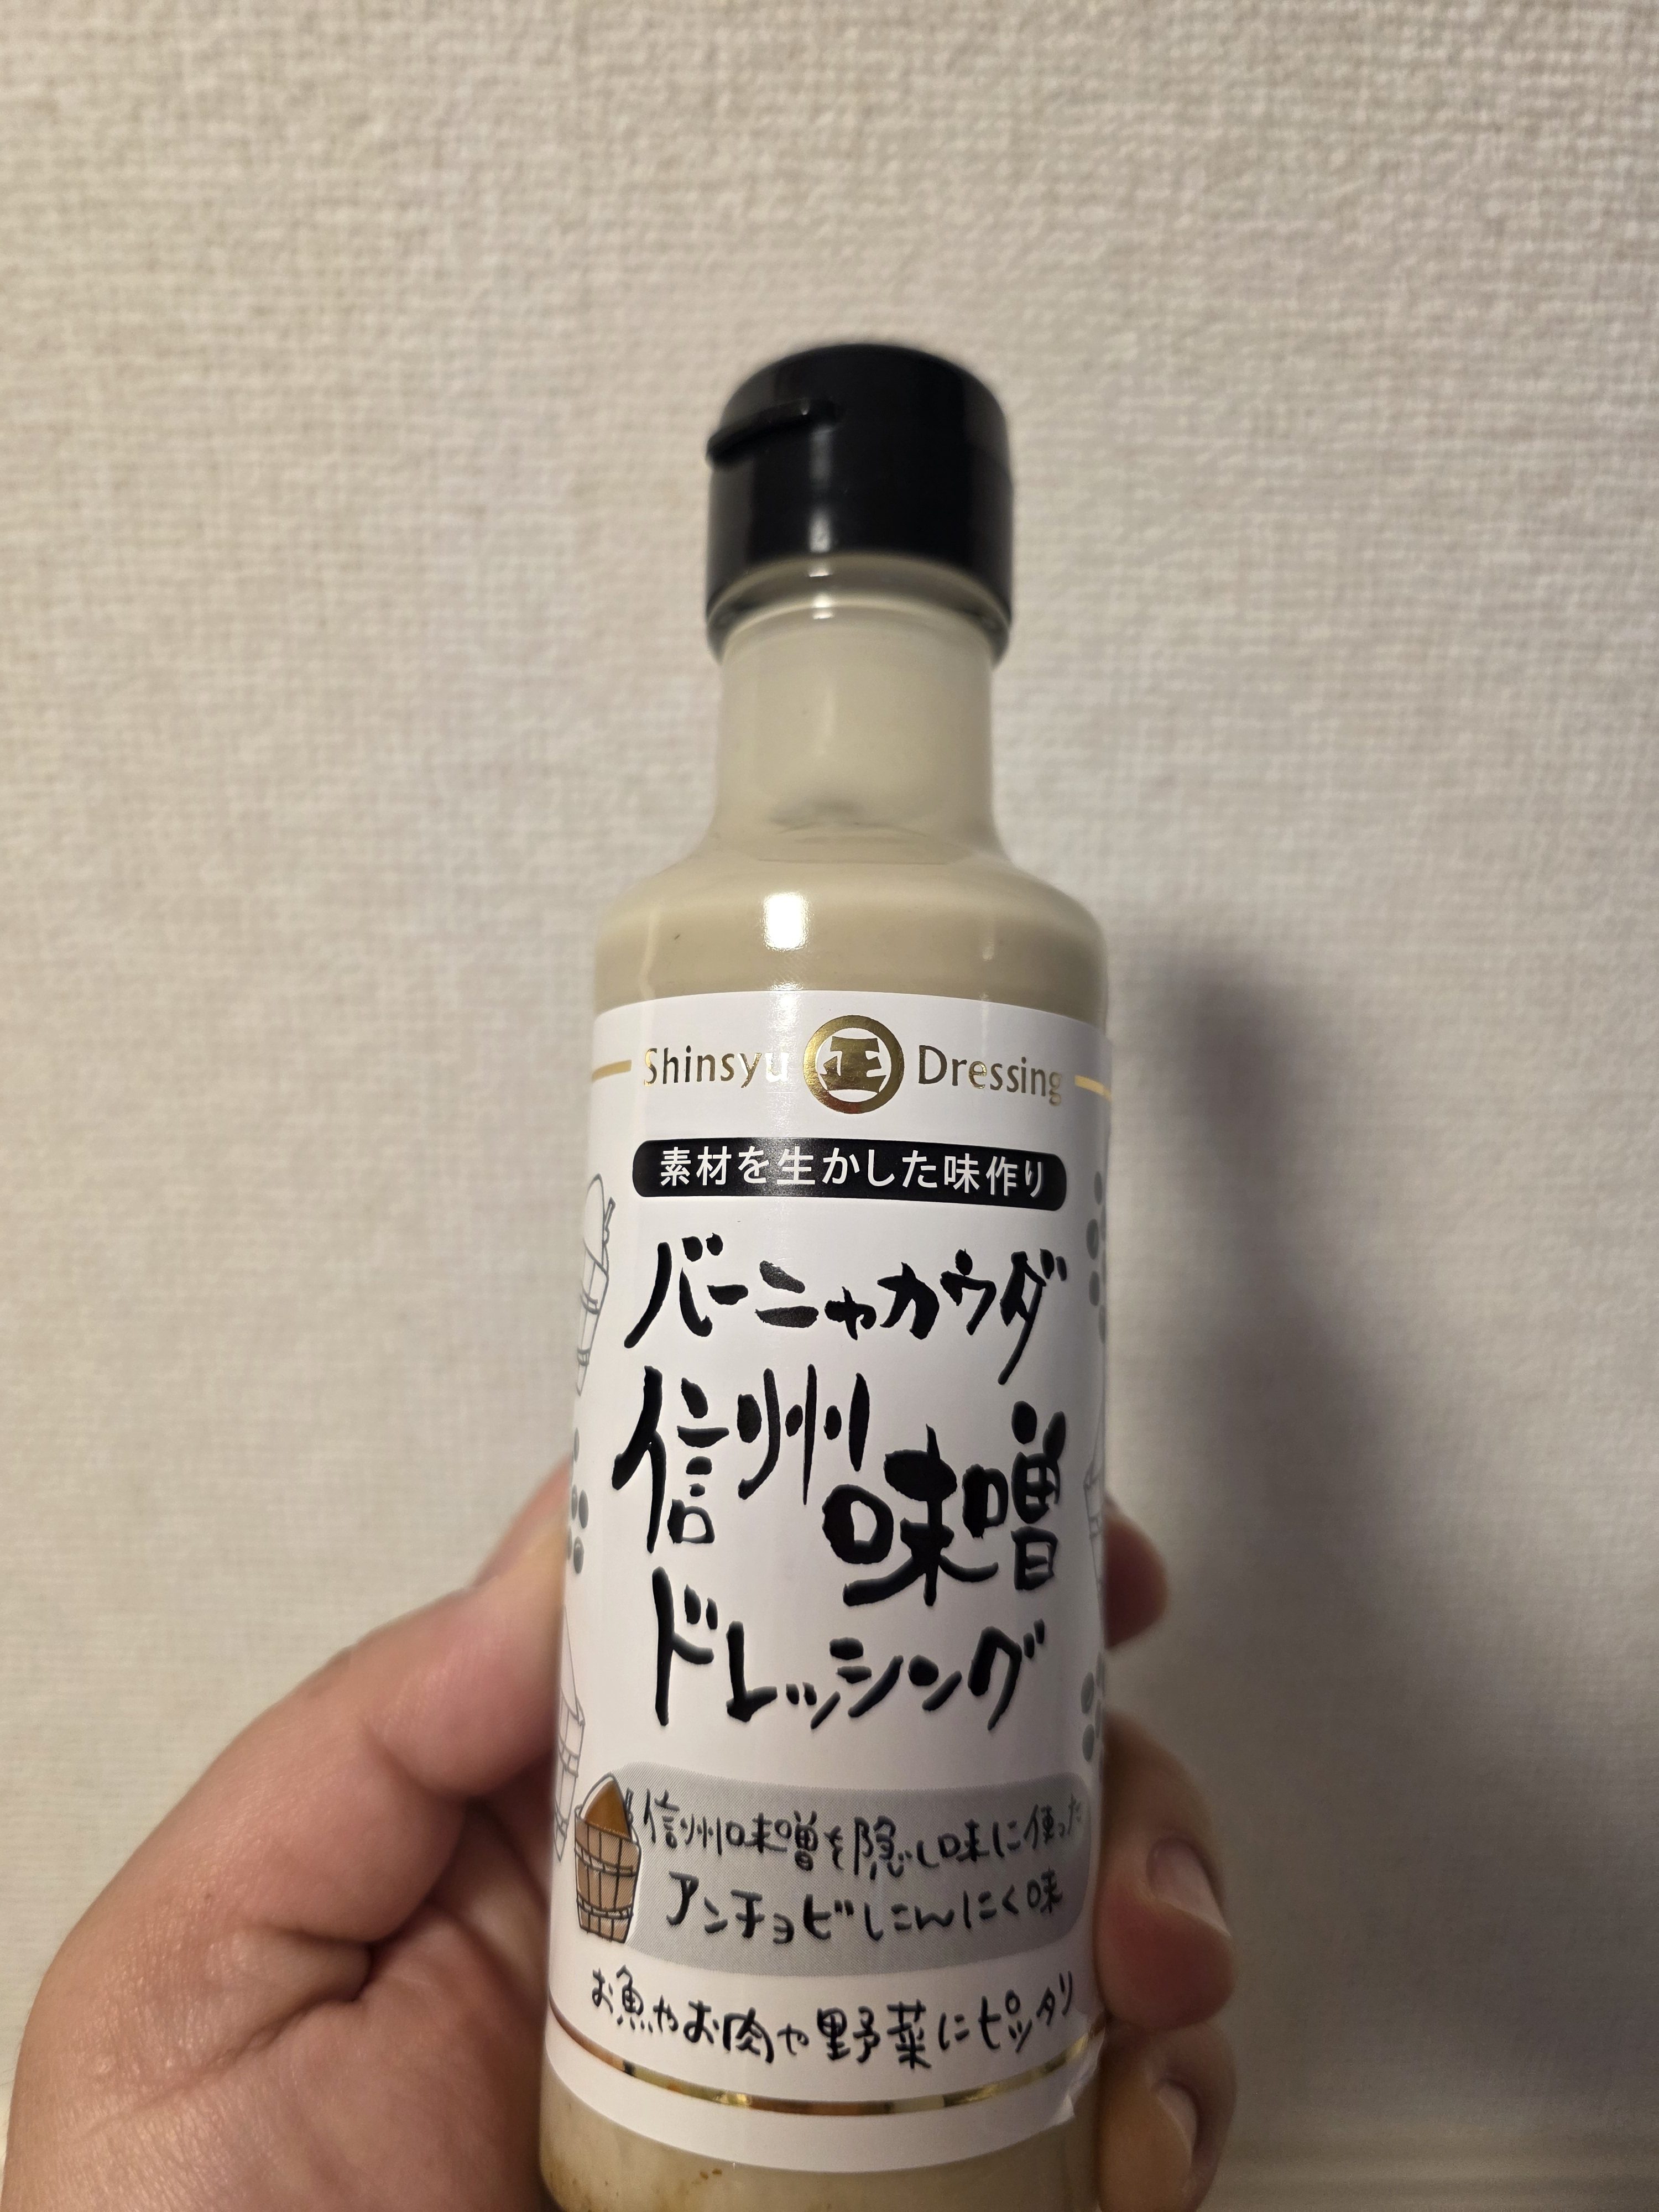 Shinsyu 正 Dressing
素材を生かした味作り
バーニャカウダ
信州味噌
ドレッシング
信州味噌を隠し味に使った
アンチョビにんにく味
お魚やお肉や野菜にピッタリ